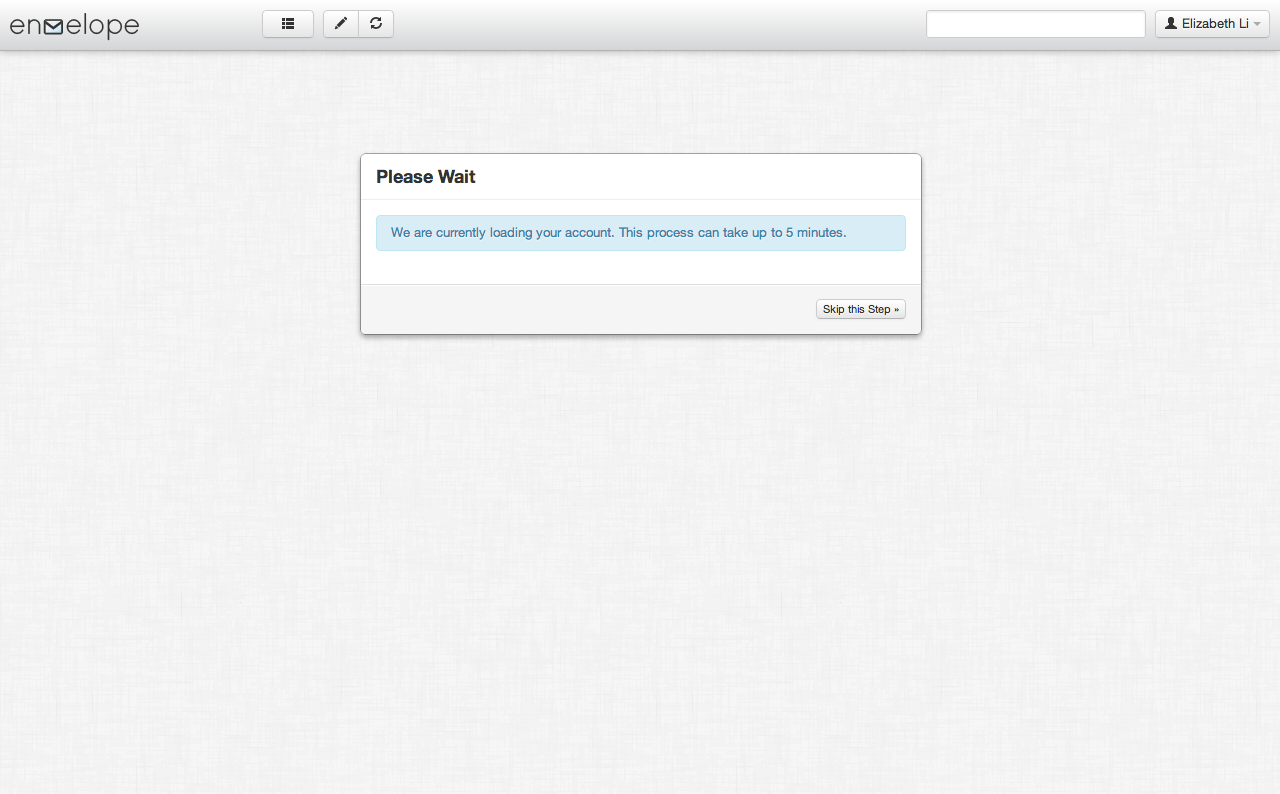 envelope
Elizabeth Li
Please Wait
We are currently loading your account. This process can take up to 5 minutes.
Skip this Step »